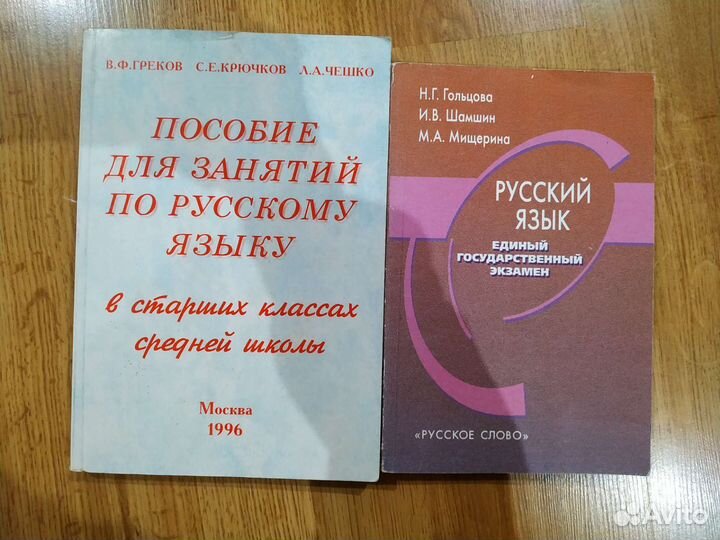 В.Ф.ГРЕКОВ С.Е.КРЮЧКОВ Л.А.ЧЕШКО
ПОСОБИЕ
ДЛЯ ЗАНЯТИЙ
ПО РУССКОМУ
ЯЗЫКУ
в старших классах
средней школы
Москва
1996
Н.Г. Гольцова
И.В. Шамшин
М.А. Мищерина
РУССКИЙ
ЯЗЫК
ЕДИНЫЙ
ГОСУДАРСТВЕННЫЙ
ЭКЗАМЕН
«РУССКОЕ СЛОВО»
Avito